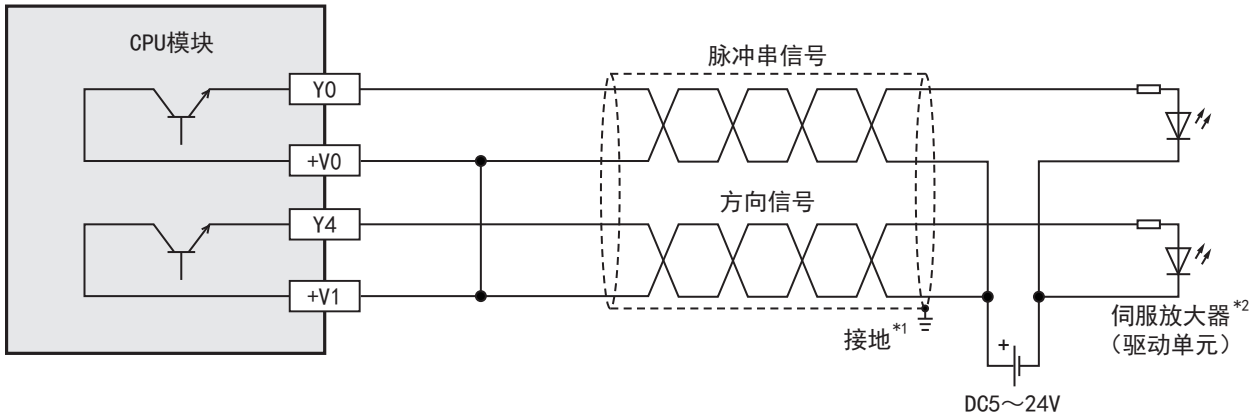 CPU模块
脉冲串信号
Y0
+V0
方向信号
Y4
+V1
接地*1
伺服放大器*2
（驱动单元）
+
DC5～24V